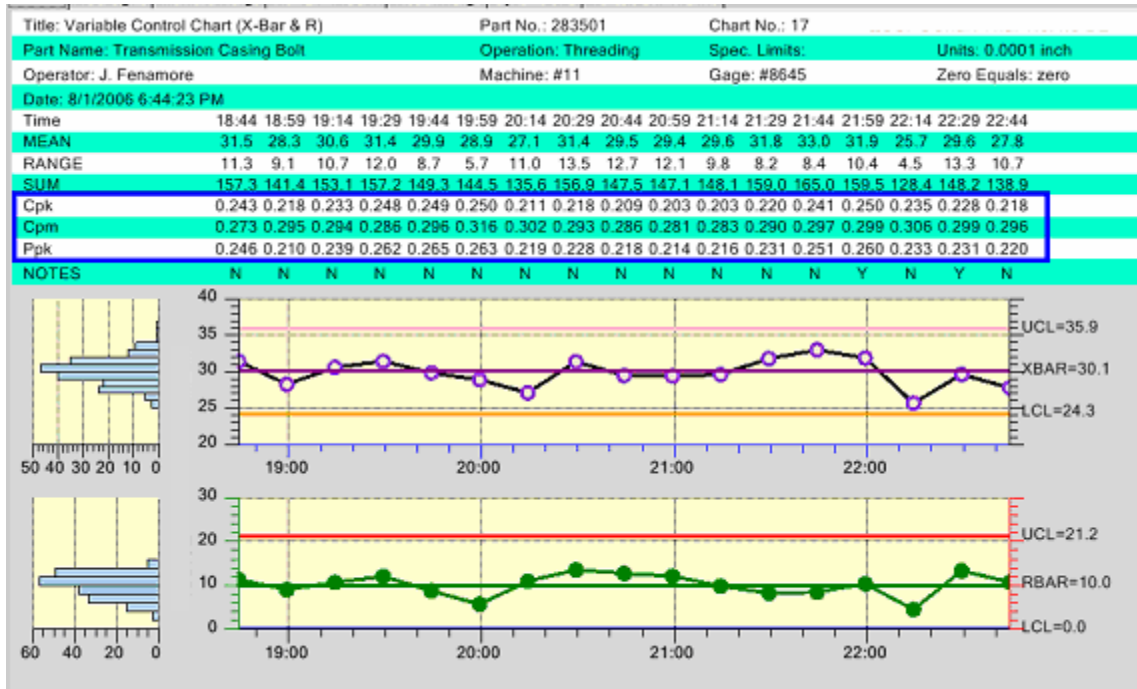 Title: Variable Control Chart (X-Bar & R) Part No.: 283501 Chart No.: 17
Part Name: Transmission Casing Bolt Operation: Threading Spec. Limits: Units: 0.0001 inch
Operator: J. Fenamore Machine: #11 Gage: #8645 Zero Equals: zero
Date: 8/1/2006 6:44:23 PM
Time 18:44 18:59 19:14 19:29 19:44 19:59 20:14 20:29 20:44 20:59 21:14 21:29 21:44 21:59 22:14 22:29 22:44
MEAN 31.5 28.3 30.6 31.4 29.9 28.9 27.1 31.4 29.5 29.4 29.6 31.8 33.0 31.9 25.7 29.6 27.8
RANGE 11.3 9.1 10.7 12.0 8.7 5.7 11.0 13.5 12.7 12.1 9.8 8.2 8.4 10.4 4.5 13.3 10.7
SUM 157.3 141.4 153.1 157.2 149.3 144.5 135.6 156.9 147.5 147.1 148.1 159.0 165.0 159.5 128.4 148.2 138.9
Cpk 0.243 0.218 0.233 0.248 0.249 0.250 0.211 0.218 0.209 0.203 0.203 0.220 0.241 0.250 0.235 0.228 0.218
Cpm 0.273 0.295 0.294 0.286 0.296 0.316 0.302 0.293 0.286 0.281 0.283 0.290 0.297 0.299 0.306 0.299 0.296
Ppk 0.246 0.210 0.239 0.262 0.265 0.263 0.219 0.228 0.218 0.214 0.216 0.231 0.251 0.260 0.233 0.231 0.220
NOTES N N N N N N N N N N N N N Y N Y N
40
35 UCL=35.9
30 XBAR=30.1
25 LCL=24.3
20
50 40 30 20 10 0 19:00 20:00 21:00 22:00
30
20 UCL=21.2
10 RBAR=10.0
0 LCL=0.0
60 40 20 0 19:00 20:00 21:00 22:00